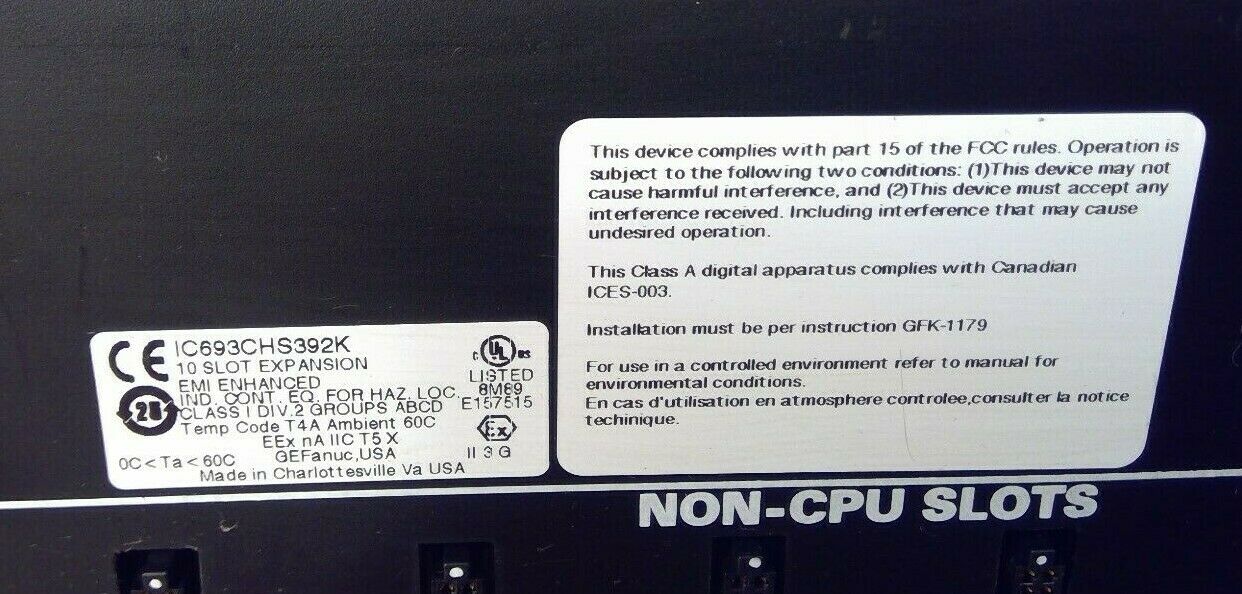 CE IC693CHS392K
10 SLOT EXPANSION
EMI ENHANCED
IND. CONT. EQ. FOR HAZ. LOC.
CLASS I DIV.2 GROUPS ABCD
Temp Code T4A Ambient 60C
EEx nA IIC T5 X
0C<Ta<60C GEFanuc,USA
Made in Charlottesville Va USA
c UL us
LISTED
8M89
E157515
Ex
II 3 G
20
This device complies with part 15 of the FCC rules. Operation is
subject to the following two conditions: (1)This device may not
cause harmful interference, and (2)This device must accept any
interference received. Including interference that may cause
undesired operation.
This Class A digital apparatus complies with Canadian
ICES-003.
Installation must be per instruction GFK-1179
For use in a controlled environment refer to manual for
environmental conditions.
En cas d'utilisation en atmosphere controlee,consulter la notice
techinique.
NON-CPU SLOTS